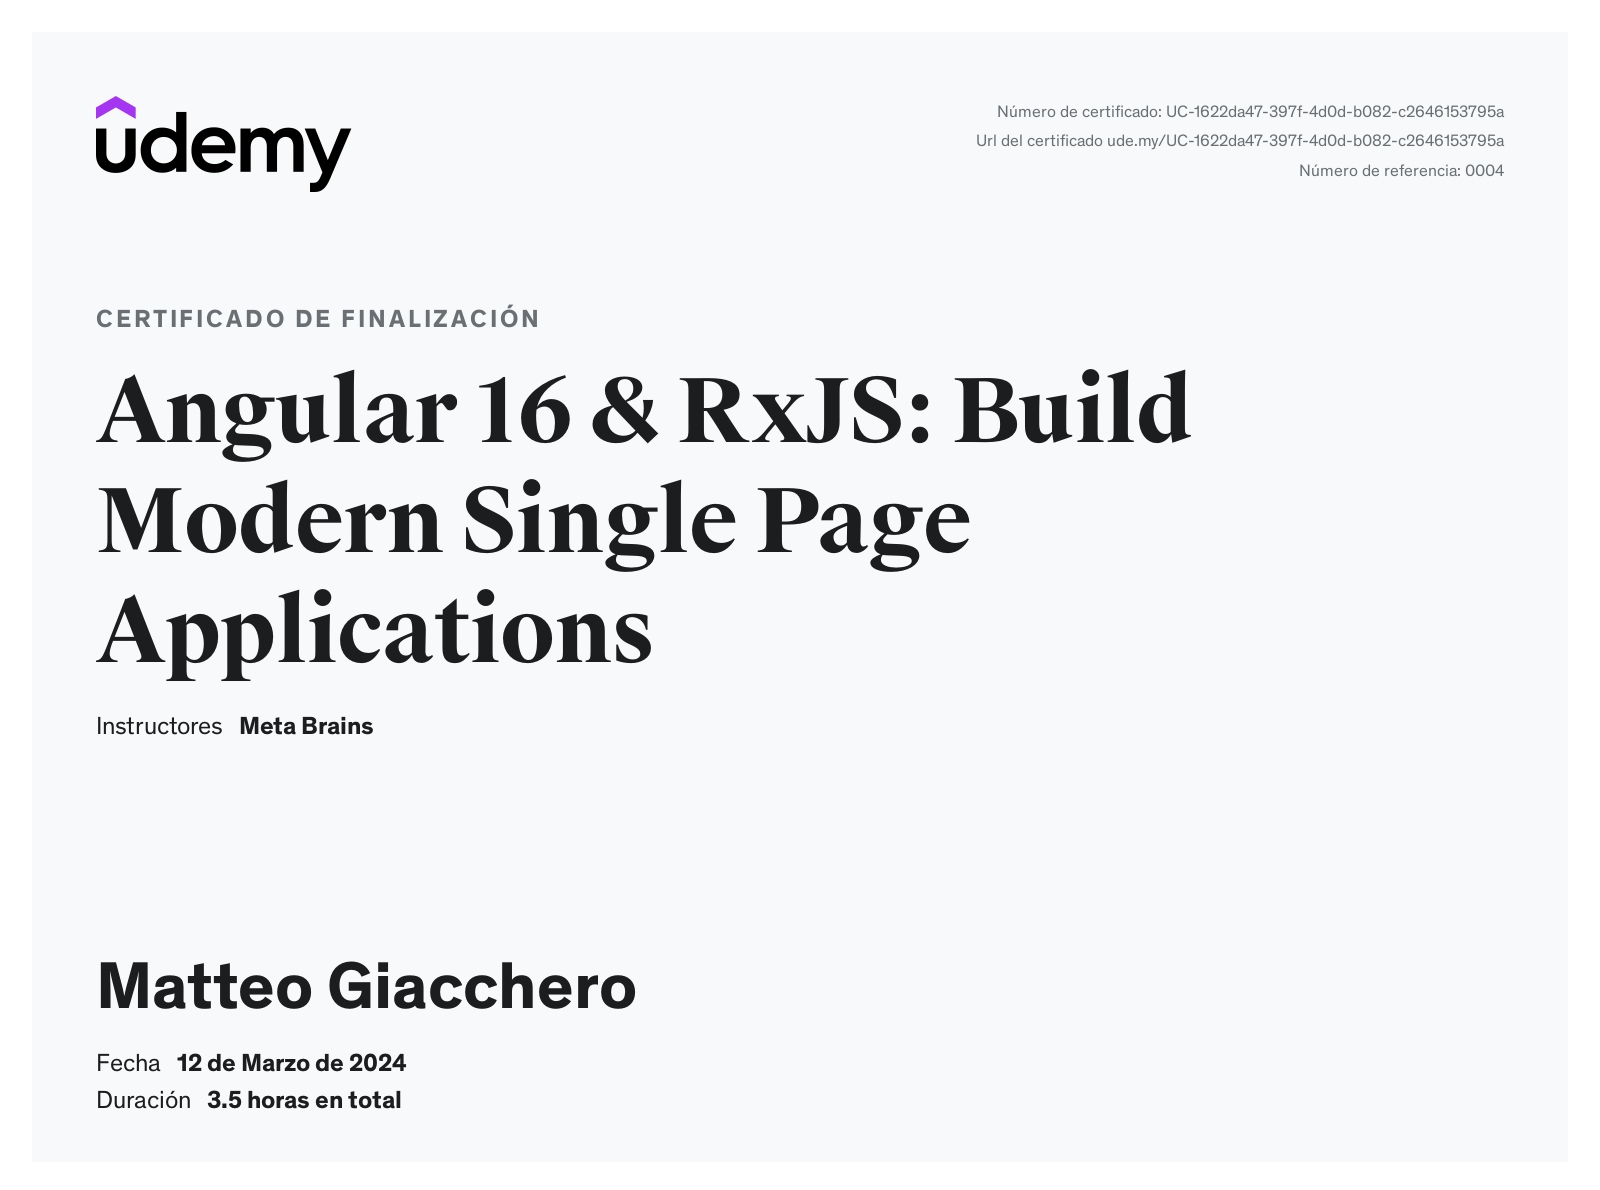 udemy
Número de certificado: UC-1622da47-397f-4d0d-b082-c2646153795a
Url del certificado ude.my/UC-1622da47-397f-4d0d-b082-c2646153795a
Número de referencia: 0004
CERTIFICADO DE FINALIZACIÓN
Angular 16 & RxJS: Build
Modern Single Page
Applications
Instructores Meta Brains
Matteo Giacchero
Fecha 12 de Marzo de 2024
Duración 3.5 horas en total